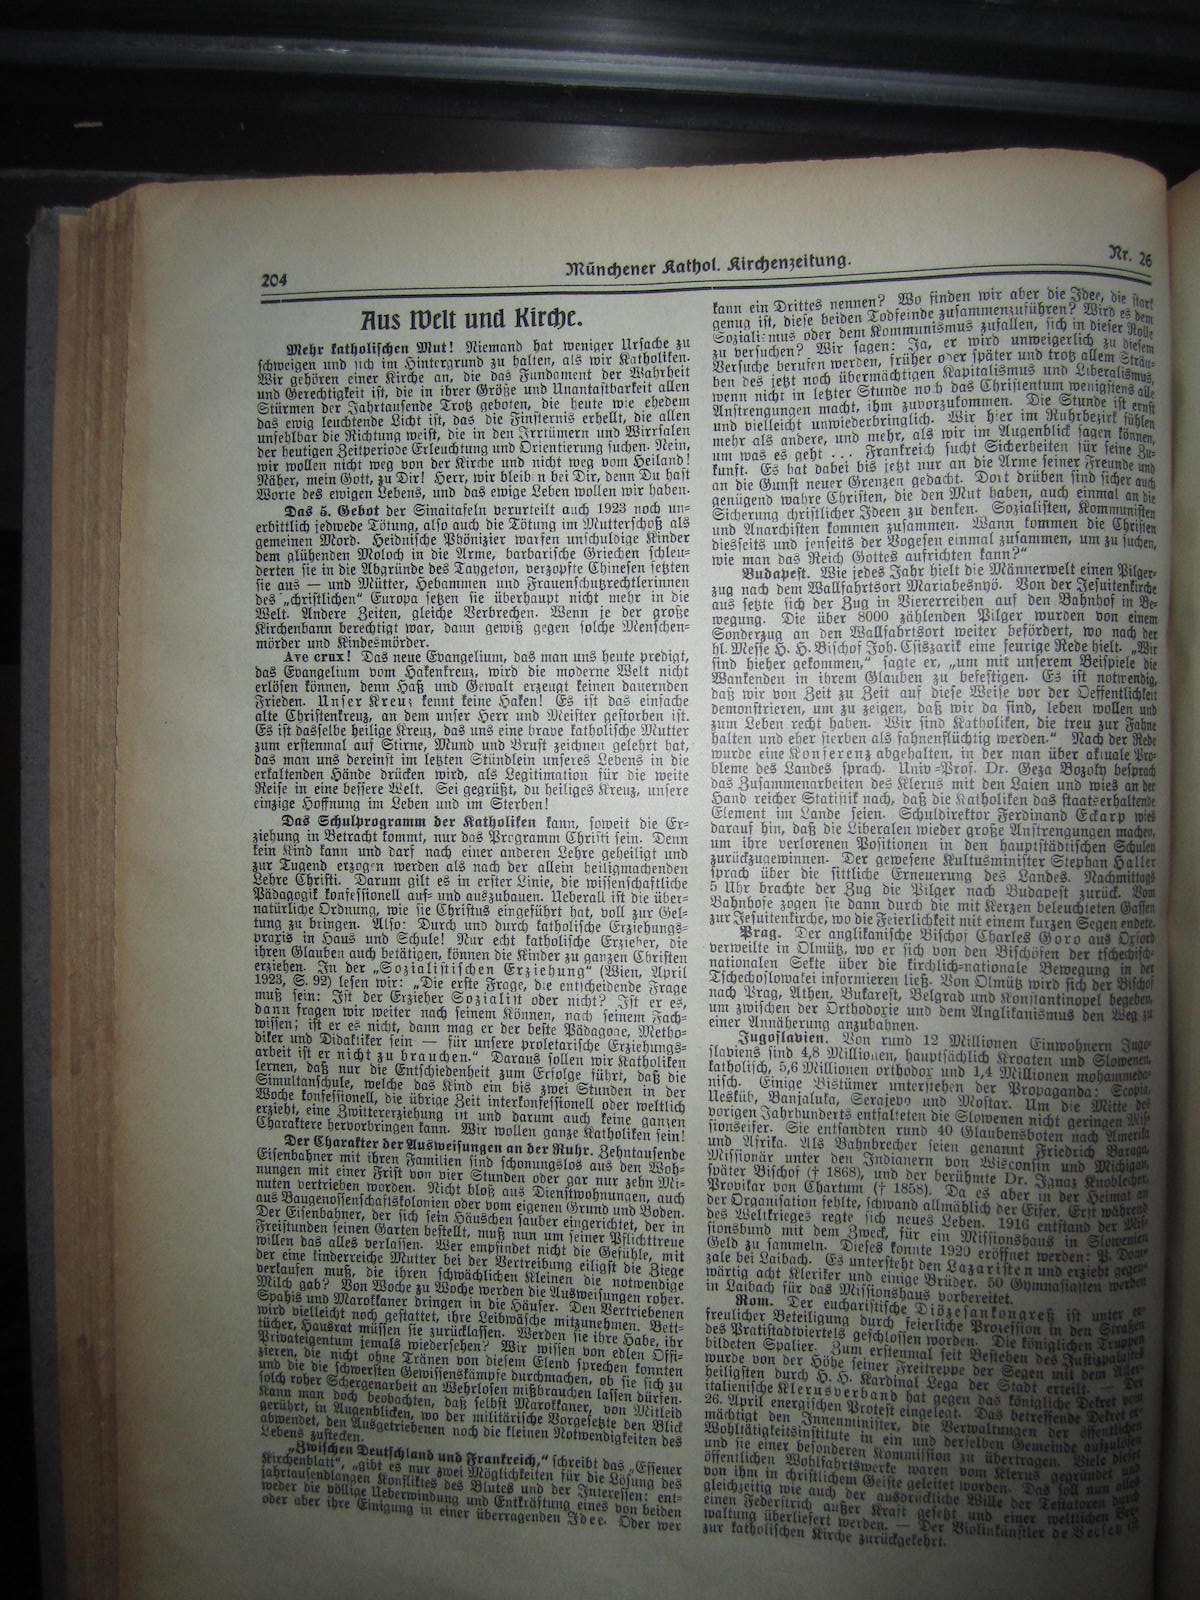 204
Münchener Kathol. Kirchenzeitung.
Nr. 26
Aus Welt und Kirche.
Mehr katholischen Mut! Niemand hat weniger Ursache zu
schweigen und sich im Hintergrund zu halten, als wir Katholiken.
Wir gehören einer Kirche an, die das Fundament der Wahrheit
und Gerechtigkeit ist, die in ihrer Größe und Unantastbarkeit allen
Stürmen der Jahrtausende Trotz geboten, die heute wie ehedem
das ewig leuchtende Licht ist, das die Finsternis erhellt, die allen
unfehlbar die Richtung weist, die in den Irrtümern und Wirrsalen
der heutigen Zeitperiode Erleuchtung und Orientierung suchen. Nein,
wir wollen nicht weg von der Kirche und nicht weg vom Heiland!
Näher, mein Gott, zu Dir! Herr, wir bleiben bei Dir, denn Du hast
Worte des ewigen Lebens, und das ewige Leben wollen wir haben.
Das 5. Gebot der Sinaitafeln verurteilt auch 1923 noch un-
erbittlich jedwede Tötung, also auch die Tötung im Mutterschoß als
gemeinen Mord. Heidnische Phönizier warfen unschuldige Kinder
dem glühenden Moloch in die Arme, barbarische Griechen schleu-
derten sie in die Abgründe des Taygeton, verzopfte Chinesen setzten
sie aus — und Mütter, Hebammen und Frauenschutzrechtlerinnen
des „christlichen“ Europa setzen sie überhaupt nicht mehr in die
Welt. Andere Zeiten, gleiche Verbrechen. Wenn je der große
Kirchenbann berechtigt war, dann gewiß gegen solche Menschen-
mörder und Kindesmörder.
Ave crux! Das neue Evangelium, das man uns heute predigt,
das Evangelium vom Hakenkreuz, wird die moderne Welt nicht
erlösen können, denn Haß und Gewalt erzeugt keinen dauernden
Frieden. Unser Kreuz kennt keine Haken! Es ist das einfache
alte Christenkreuz, an dem unser Herr und Meister gestorben ist.
Es ist dasselbe heilige Kreuz, das uns eine brave katholische Mutter
zum erstenmal auf Stirne, Mund und Brust zeichnen gelehrt hat,
das man uns dereinst im letzten Stündlein unseres Lebens in die
erkaltenden Hände drücken wird, als Legitimation für die weite
Reise in eine bessere Welt. Sei gegrüßt, du heiliges Kreuz, unsere
einzige Hoffnung im Leben und im Sterben!
Das Schulprogramm der Katholiken kann, soweit die Er-
ziehung in Betracht kommt, nur das Programm Christi sein. Denn
kein Kind kann und darf nach einer anderen Lehre geheiligt und
zur Tugend erzogen werden als nach der allein heiligmachenden
Lehre Christi. Darum gilt es in erster Linie, die wissenschaftliche
Pädagogik konfessionell auf- und auszubauen. Ueberall ist die über-
natürliche Ordnung, wie sie Christus eingeführt hat, voll zur Gel-
tung zu bringen. Also: Durch und durch katholische Erziehungs-
praxis in Haus und Schule! Nur echt katholische Erzieher, die
ihren Glauben auch betätigen, können die Kinder zu ganzen Christen
erziehen. In der „Sozialistischen Erziehung“ (Wien, April
1923, S. 92) lesen wir: „Die erste Frage, die entscheidende Frage
muß sein: Ist der Erzieher Sozialist oder nicht? Ist er es,
dann fragen wir weiter nach seinem Können, nach seinem Fach-
wissen; ist er es nicht, dann mag er der beste Pädagoge, Metho-
diker und Didaktiker sein — für unsere proletarische Erziehungs-
arbeit ist er nicht zu brauchen.“ Daraus sollen wir Katholiken
lernen, daß nur die Entschiedenheit zum Erfolge führt, daß die
Simultanschule, welche das Kind ein bis zwei Stunden in der
Woche konfessionell, die übrige Zeit interkonfessionell oder weltlich
erzieht, eine Zwittererziehung ist und darum auch keine ganzen
Charaktere hervorbringen kann. Wir wollen ganze Katholiken sein!
Der Charakter der Ausweisungen an der Ruhr. Zehntausende
Eisenbahner mit ihren Familien sind schonungslos aus den Woh-
nungen mit einer Frist von vier Stunden oder gar nur zehn Mi-
nuten vertrieben worden. Nicht bloß aus Dienstwohnungen, auch
aus Baugenossenschaftskolonien oder vom eigenen Grund und Boden.
Der Eisenbahner, der sich sein Häuschen sauber eingerichtet, der in
Freistunden seinen Garten bestellt, muß nun um seiner Pflichttreue
willen das alles verlassen. Wer empfindet nicht die Gefühle, mit
der eine kinderreiche Mutter bei der Vertreibung eiligst die Ziege
verkaufen muß, die ihren schwächlichen Kleinen die notwendige
Milch gab? Von Woche zu Woche werden die Ausweisungen roher.
Spahis und Marokkaner dringen in die Häuser. Den Vertriebenen
wird vielleicht noch gestattet, ihre Leibwäsche mitzunehmen. Bett-
tücher, Hausrat müssen sie zurücklassen. Werden sie ihre Habe, ihr
Privateigentum jemals wiedersehen? Wir wissen von edlen Offi-
zieren, die nicht ohne Tränen von diesem Elend sprechen konnten
und die die schwersten Gewissenskämpfe durchmachen, ob sie sich zu
solch roher Schergenarbeit an Wehrlosen mißbrauchen lassen dürfen.
Kann man doch beobachten, daß selbst Marokkaner, von Mitleid
gerührt, in Augenblicken, wo der militärische Vorgesetzte den Blick
abwendet, den Ausgetriebenen noch die kleinen Notwendigkeiten des
Lebens zustecken.
„Zwischen Deutschland und Frankreich,“ schreibt das „Essener
Kirchenblatt“, „gibt es nur zwei Möglichkeiten für die Lösung des
jahrtausendlangen Konfliktes des Blutes und der Interessen: ent-
weder die völlige Ueberwindung und Entkräftung eines von beiden
oder aber ihre Einigung in einer überragenden Idee. Oder wer
kann ein Drittes nennen? Wo finden wir aber die Idee, die stark
genug ist, diese beiden Todfeinde zusammenzuführen? Wird es dem
Sozialismus oder dem Kommunismus zufallen, sich in dieser Rolle
zu versuchen? Wir sagen: Ja, er wird unweigerlich zu diesem
Versuche berufen werden, früher oder später und trotz allem Sträu-
ben des jetzt noch übermächtigen Kapitalismus und Liberalismus,
wenn nicht in letzter Stunde noch das Christentum wenigstens alle
Anstrengungen macht, ihm zuvorzukommen. Die Stunde ist ernst
und vielleicht unwiederbringlich. Wir hier im Ruhrbezirk fühlen
mehr als andere, und mehr, als wir im Augenblick sagen können,
um was es geht ... Frankreich sucht Sicherheiten für seine Zu-
kunft. Es hat dabei bis jetzt nur an die Arme seiner Freunde und
an die Gunst neuer Grenzen gedacht. Dort drüben sind sicher auch
genügend wahre Christen, die den Mut haben, auch einmal an die
Sicherung christlicher Ideen zu denken. Sozialisten, Kommunisten
und Anarchisten kommen zusammen. Wann kommen die Christen
diesseits und jenseits der Vogesen einmal zusammen, um zu suchen,
wie man das Reich Gottes aufrichten kann?“
Budapest. Wie jedes Jahr hielt die Männerwelt einen Pilger-
zug nach dem Wallfahrtsort Mariabesnyö. Von der Jesuitenkirche
aus setzte sich der Zug in Viererreihen auf den Bahnhof in Be-
wegung. Die über 8000 zählenden Pilger wurden von einem
Sonderzug an den Wallfahrtsort weiter befördert, wo nach der
hl. Messe H. H. Bischof Joh. Csiszarik eine feurige Rede hielt. „Wir
sind hieher gekommen,“ sagte er, „um mit unserem Beispiele die
Wankenden in ihrem Glauben zu befestigen. Es ist notwendig,
daß wir von Zeit zu Zeit auf diese Weise vor der Oeffentlichkeit
demonstrieren, um zu zeigen, daß wir da sind, leben wollen und
zum Leben recht haben. Wir sind Katholiken, die treu zur Fahne
halten und eher sterben als fahnenflüchtig werden.“ Nach der Rede
wurde eine Konferenz abgehalten, in der man über aktuale Pro-
bleme des Landes sprach. Univ.-Prof. Dr. Geza Bozoky besprach
das Zusammenarbeiten des Klerus mit den Laien und wies an der
Hand reicher Statistik nach, daß die Katholiken das staatserhaltende
Element im Lande seien. Schuldirektor Ferdinand Eckarp wies
darauf hin, daß die Liberalen wieder große Anstrengungen machen,
um ihre verlorenen Positionen in den hauptstädtischen Schulen
zurückzugewinnen. Der gewesene Kultusminister Stephan Haller
sprach über die sittliche Erneuerung des Landes. Nachmittags
5 Uhr brachte der Zug die Pilger nach Budapest zurück. Vom
Bahnhofe zogen sie dann durch die mit Kerzen beleuchteten Gassen
zur Jesuitenkirche, wo die Feierlichkeit mit einem kurzen Segen endete.
Prag. Der anglikanische Bischof Charles Goro aus Oxford
verweilte in Olmütz, wo er sich von den Bischöfen der tschechisch-
nationalen Sekte über die kirchlich-nationale Bewegung in der
Tschechoslowakei informieren ließ. Von Olmütz wird sich der Bischof
nach Prag, Athen, Bukarest, Belgrad und Konstantinopel begeben,
um zwischen der Orthodoxie und dem Anglikanismus den Weg zu
einer Annäherung anzubahnen.
Jugoslavien. Von rund 12 Millionen Einwohnern Jugo-
slaviens sind 4,8 Millionen, hauptsächlich Kroaten und Slowenen,
katholisch, 5,6 Millionen orthodox und 1,4 Millionen mohammeda-
nisch. Einige Bistümer unterstehen der Propaganda: Scopia,
Uesküb, Banjaluka, Serajevo und Mostar. Um die Mitte des
vorigen Jahrhunderts entfalteten die Slowenen nicht geringen Mis-
sionseifer. Sie entsandten rund 40 Glaubensboten nach Amerika
und Afrika. Als Bahnbrecher seien genannt Friedrich Baraga,
Missionär unter den Indianern von Wisconsin und Michigan,
später Bischof († 1868), und der berühmte Dr. Ignaz Knoblecher,
Provikar von Chartum († 1858). Da es aber in der Heimat an
der Organisation fehlte, schwand allmählich der Eifer. Erst während
des Weltkrieges regte sich neues Leben. 1916 entstand der Mis-
sionsbund mit dem Zweck, für ein Missionshaus in Slowenien
Geld zu sammeln. Dieses konnte 1920 eröffnet werden: P. Dom-
zale bei Laibach. Es untersteht den Lazaristen und erzieht gegen-
wärtig acht Kleriker und einige Brüder. 50 Gymnasiasten werden
in Laibach für das Missionshaus vorbereitet.
Rom. Der eucharistische Diözesankongreß ist unter er-
freulicher Beteiligung durch feierliche Prozession in den Straßen
des Pratistadtviertels geschlossen worden. Die königlichen Truppen
bildeten Spalier. Zum erstenmal seit Bestehen des Justizpalastes
wurde von der Höhe seiner Freitreppe der Segen mit dem Aller-
heiligsten durch H. H. Kardinal Lega der Stadt erteilt. — Der
italienische Klerusverband hat gegen das königliche Dekret vom
26. April energischen Protest eingelegt. Das betreffende Dekret er-
mächtigt den Innenminister, die Verwaltungen der öffentlichen
Wohltätigkeitsinstitute in ein und derselben Gemeinde aufzulösen
und sie einer besonderen Kommission zu übertragen. Viele dieser
öffentlichen Wohlfahrtswerke waren vom Klerus gegründet und
von ihm in christlichem Geiste geleitet worden. Das soll nun alles
gleichzeitig wie auch der ausdrückliche Wille der Testatoren durch
einen Federstrich außer Kraft gesetzt und einer weltlichen Ver-
waltung überliefert werden. — Der Violinkünstler de Vecsey ist
zur katholischen Kirche zurückgekehrt.